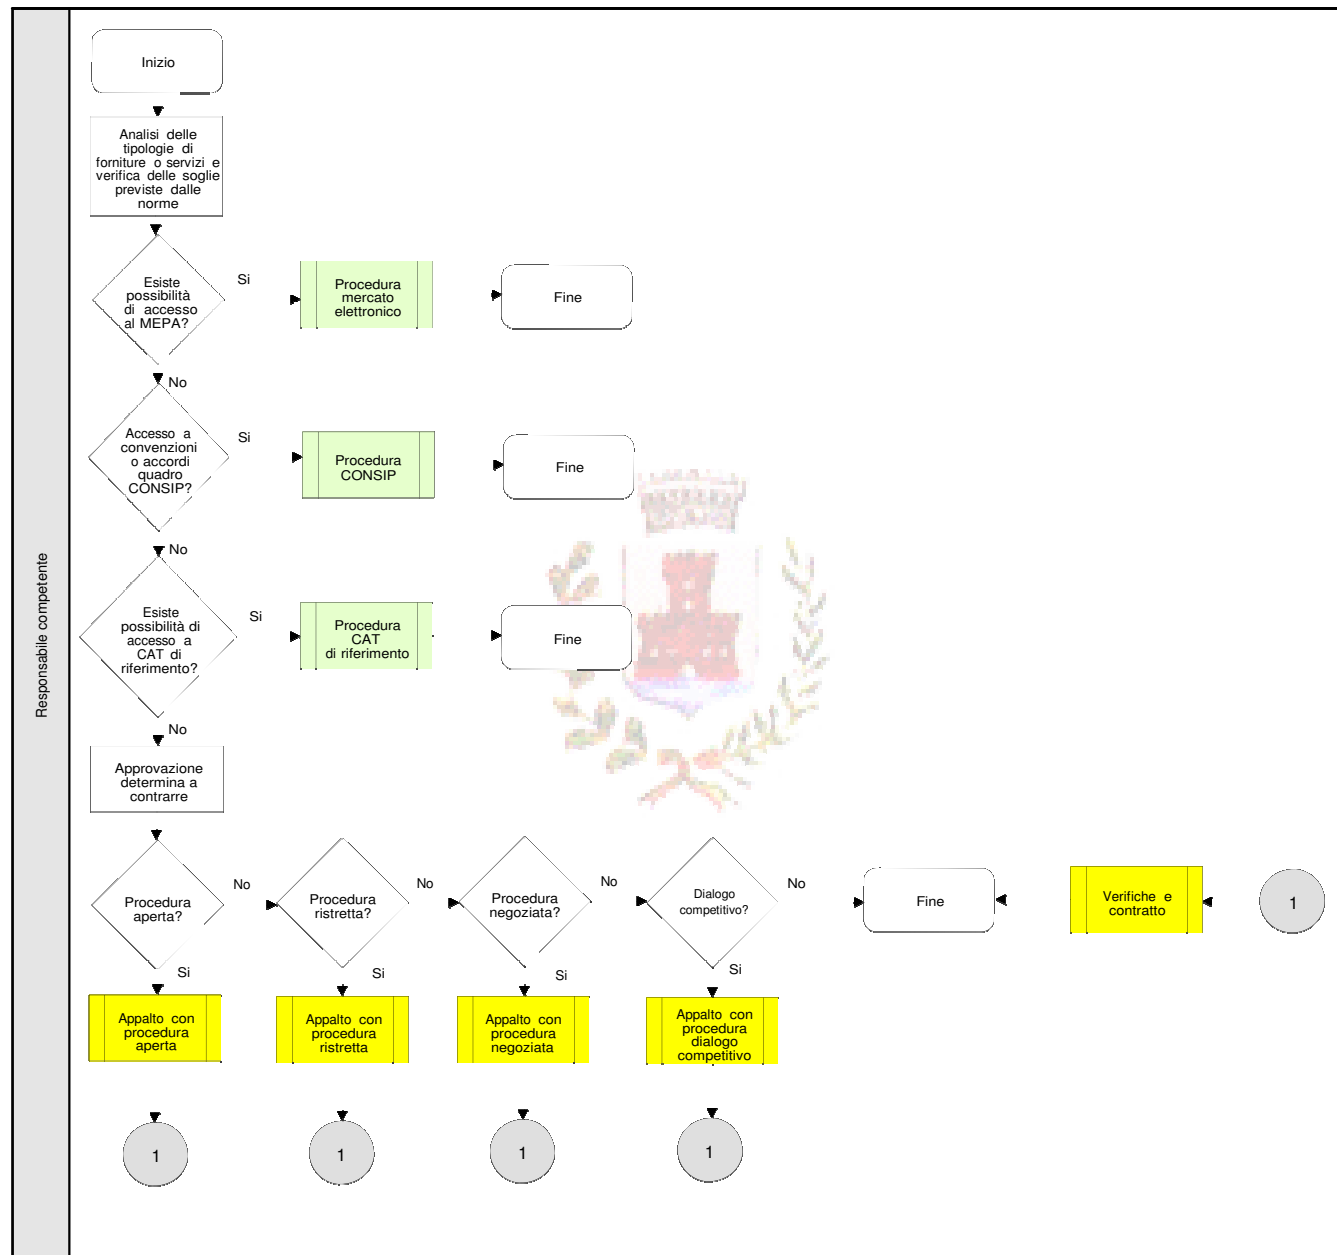 Responsabile competente
Inizio
Analisi delle
tipologie di
forniture o servizi e
verifica delle soglie
previste dalle
norme
Esiste
possibilità
di accesso
al MEPA?
Si
Procedura
mercato
elettronico
Fine
No
Accesso a
convenzioni
o accordi
quadro
CONSIP?
Si
Procedura
CONSIP
Fine
No
Esiste
possibilità di
accesso a
CAT di
riferimento?
Si
Procedura
CAT
di riferimento
Fine
No
Approvazione
determina a
contrarre
Procedura
aperta?
No
Procedura
ristretta?
No
Procedura
negoziata?
No
Dialogo
competitivo?
No
Fine
Verifiche e
contratto
1
Si
Si
Si
Si
Appalto con
procedura
aperta
Appalto con
procedura
ristretta
Appalto con
procedura
negoziata
Appalto con
procedura
dialogo
competitivo
1
1
1
1